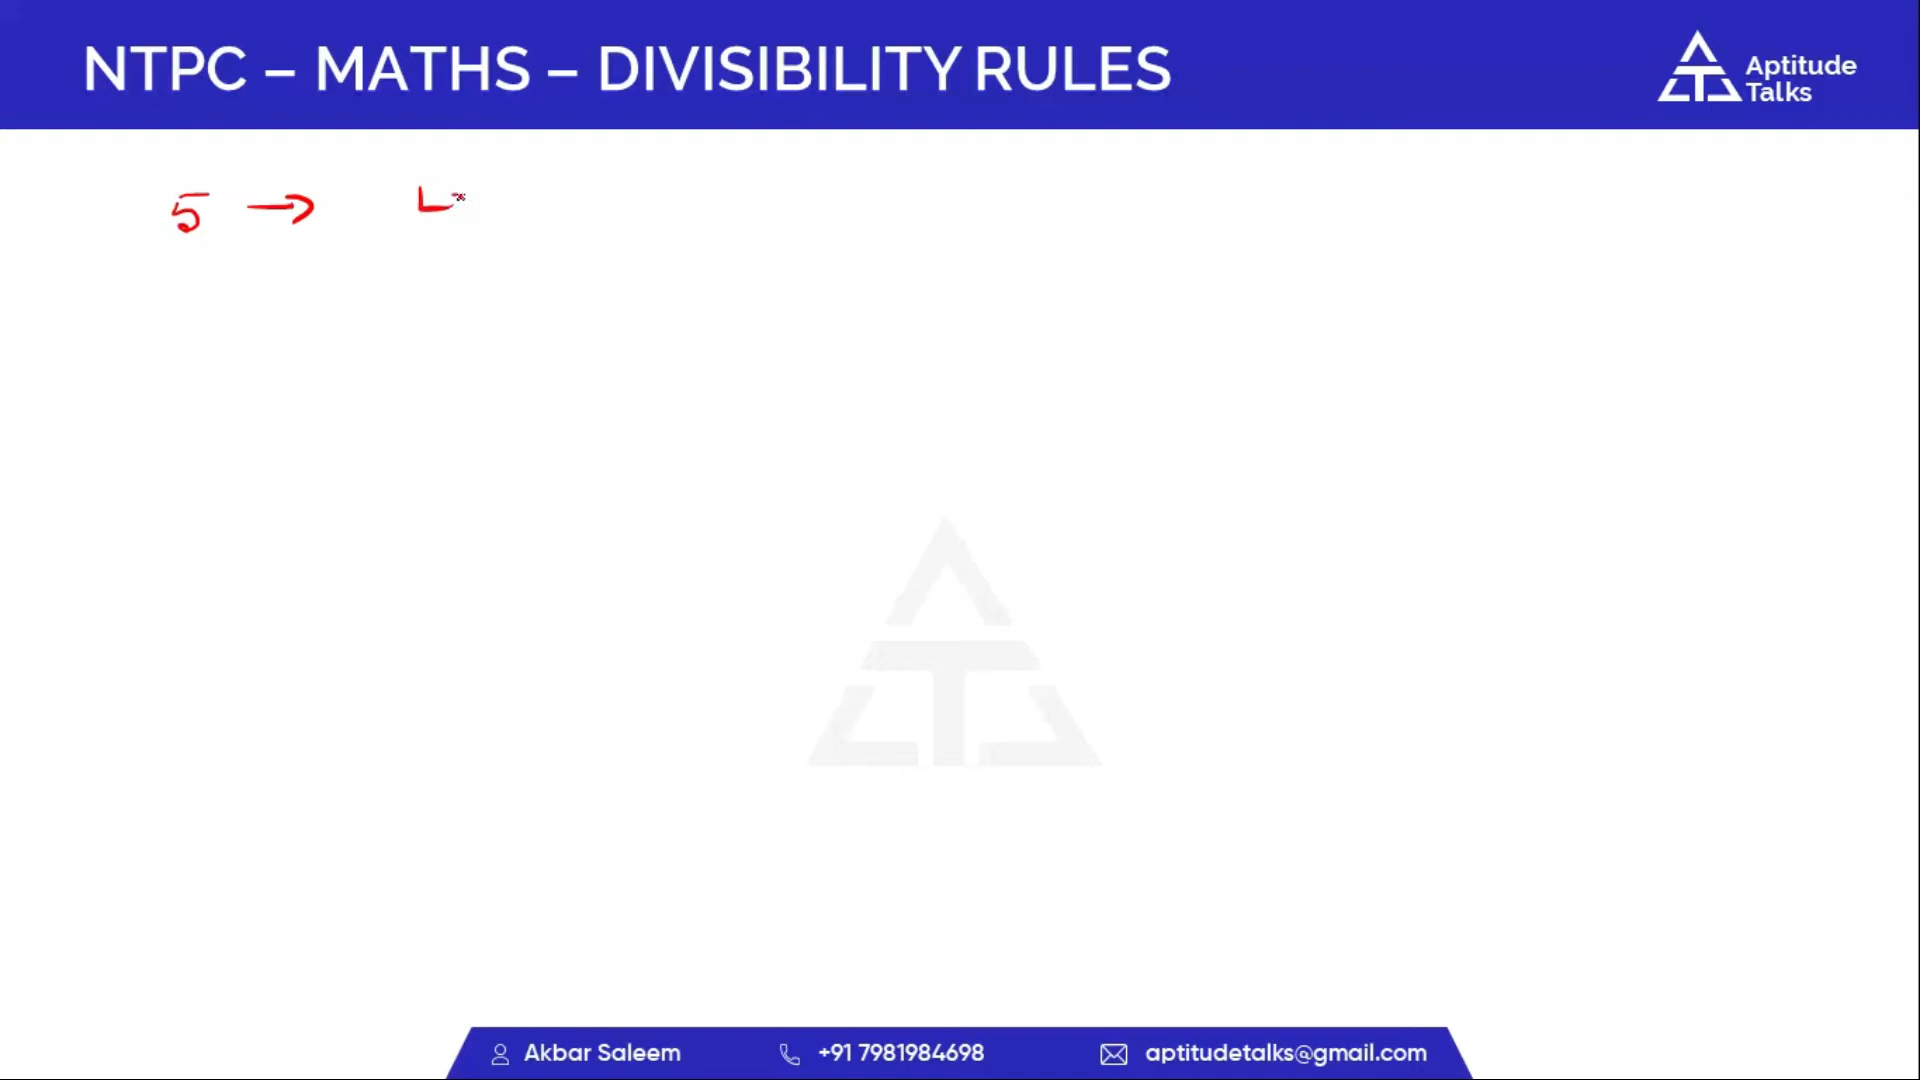 NTPC – MATHS – DIVISIBILITY RULES
Aptitude
Talks
5 → L
Akbar Saleem +91 7981984698 aptitudetalks@gmail.com